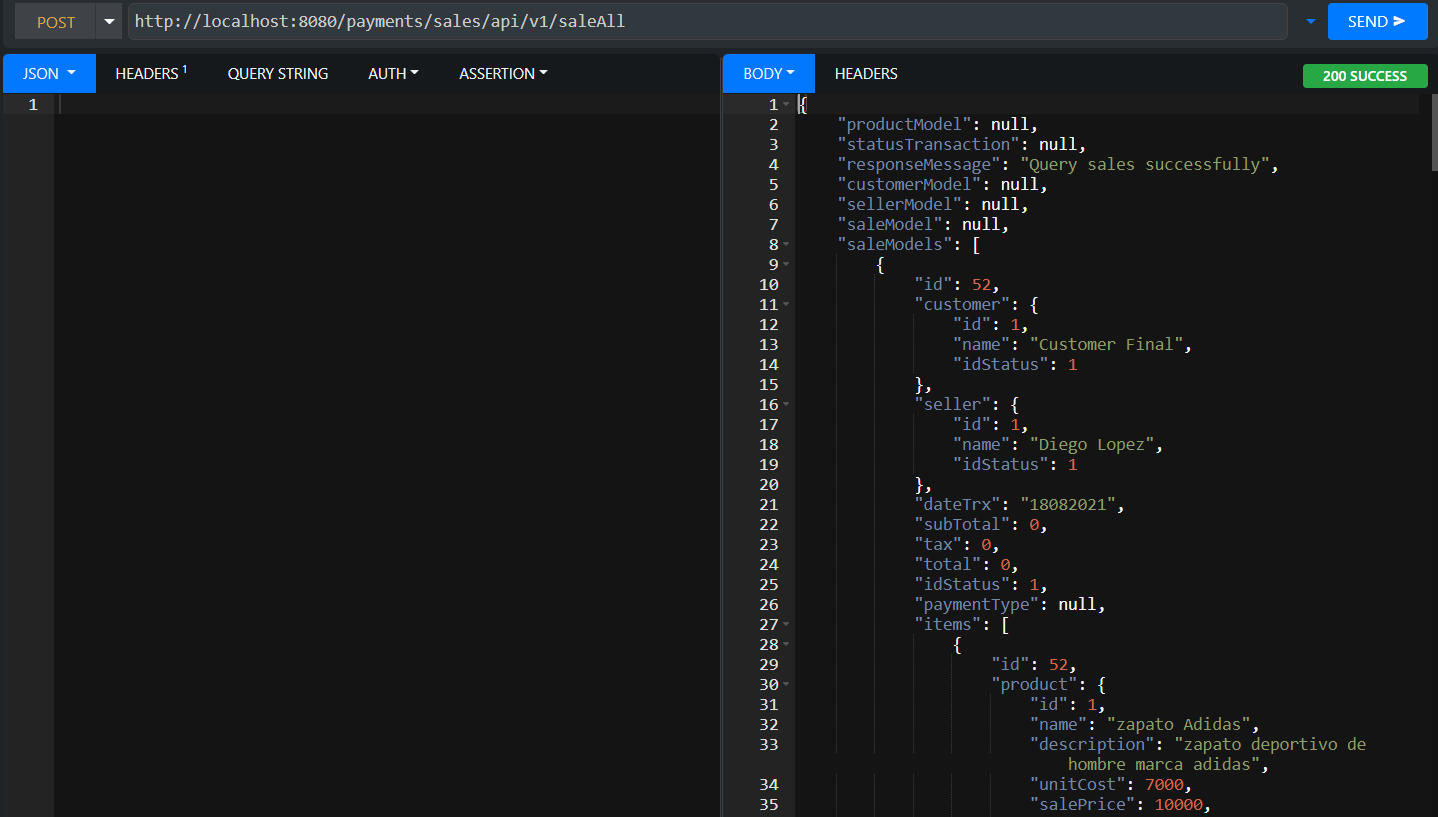 POST http://localhost:8080/payments/sales/api/v1/saleAll SEND
JSON HEADERS 1 QUERY STRING AUTH ASSERTION
1
BODY HEADERS 200 SUCCESS
1 {
2 "productModel": null,
3 "statusTransaction": null,
4 "responseMessage": "Query sales successfully",
5 "customerModel": null,
6 "sellerModel": null,
7 "saleModel": null,
8 "saleModels": [
9 {
10 "id": 52,
11 "customer": {
12 "id": 1,
13 "name": "Customer Final",
14 "idStatus": 1
15 },
16 "seller": {
17 "id": 1,
18 "name": "Diego Lopez",
19 "idStatus": 1
20 },
21 "dateTrx": "18082021",
22 "subTotal": 0,
23 "tax": 0,
24 "total": 0,
25 "idStatus": 1,
26 "paymentType": null,
27 "items": [
28 {
29 "id": 52,
30 "product": {
31 "id": 1,
32 "name": "zapato Adidas",
33 "description": "zapato deportivo de
hombre marca adidas",
34 "unitCost": 7000,
35 "salePrice": 10000,